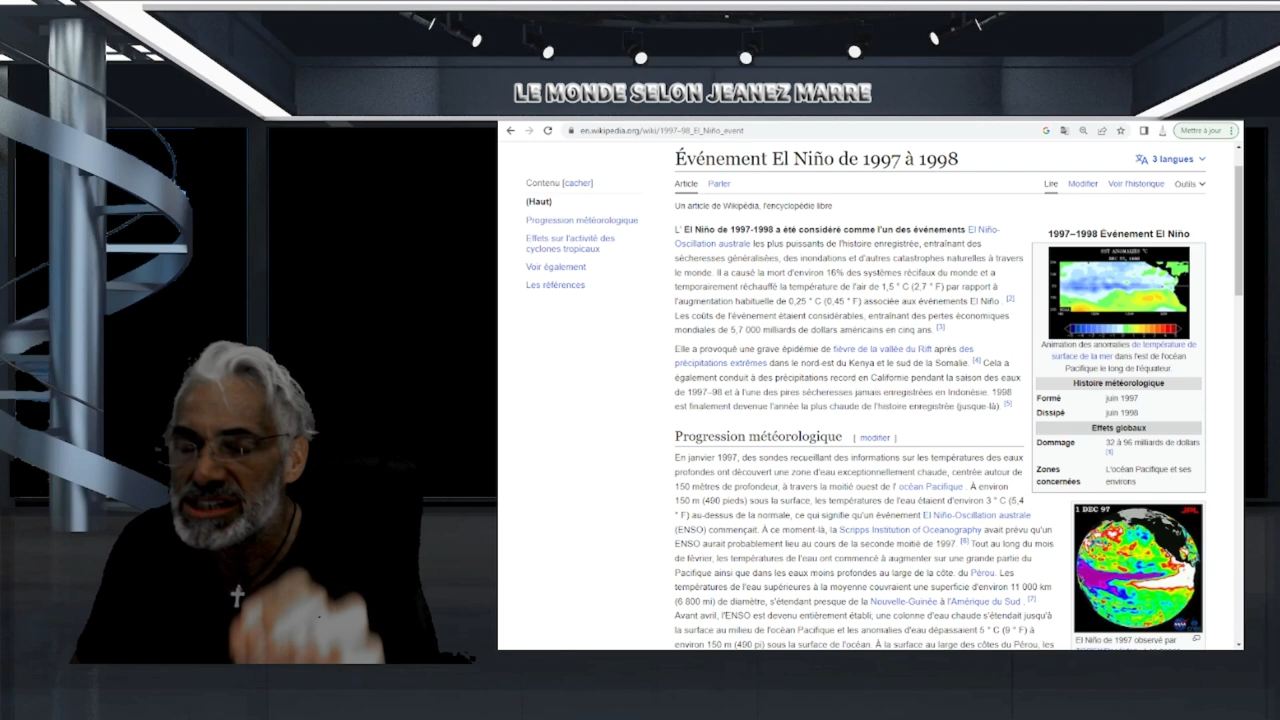 LE MONDE SELON JEANEZ MARRE
en.wikipedia.org/wiki/1997–98_El_Niño_event
Mettre à jour
Événement El Niño de 1997 à 1998
3 langues
Contenu [cacher]
(Haut)
Progression météorologique
Effets sur l'activité des
cyclones tropicaux
Voir également
Les références
Article Parler
Lire Modifier Voir l'historique Outils
Un article de Wikipédia, l'encyclopédie libre
L' El Niño de 1997-1998 a été considéré comme l'un des événements El Niño-
Oscillation australe les plus puissants de l'histoire enregistrée, entraînant des
sécheresses généralisées, des inondations et d'autres catastrophes naturelles à travers
le monde. Il a causé la mort d'environ 16% des systèmes récifaux du monde et a
temporairement réchauffé la température de l'air de 1,5 ° C (2,7 ° F) par rapport à
l'augmentation habituelle de 0,25 ° C (0,45 ° F) associée aux événements El Niño . [2]
Les coûts de l'événement étaient considérables, entraînant des pertes économiques
mondiales de 5,7 000 milliards de dollars américains en cinq ans. [3]
Elle a provoqué une grave épidémie de fièvre de la vallée du Rift après des
précipitations extrêmes dans le nord-est du Kenya et le sud de la Somalie. [4] Cela a
également conduit à des précipitations record en Californie pendant la saison des eaux
de 1997–98 et à l'une des pires sécheresses jamais enregistrées en Indonésie. 1998
est finalement devenue l'année la plus chaude de l'histoire enregistrée (jusque-là). [5]
Progression météorologique [ modifier ]
En janvier 1997, des sondes recueillant des informations sur les températures des eaux
profondes ont découvert une zone d'eau exceptionnellement chaude, centrée autour de
150 mètres de profondeur, à travers la moitié ouest de l' océan Pacifique . À environ
150 m (490 pieds) sous la surface, les températures de l'eau étaient d'environ 3 ° C (5,4
° F) au-dessus de la normale, ce qui signifie qu'un événement El Niño-Oscillation australe
(ENSO) commençait. À ce moment-là, la Scripps Institution of Oceanography avait prévu qu'un
ENSO aurait probablement lieu au cours de la seconde moitié de 1997. [6] Tout au long du mois
de février, les températures de l'eau ont commencé à augmenter sur une grande partie du
Pacifique ainsi que dans les eaux moins profondes au large de la côte. du Pérou. Les
températures de l'eau supérieures à la moyenne couvraient une superficie d'environ 11 000 km
(6 800 mi) de diamètre, s'étendant presque de la Nouvelle-Guinée à l'Amérique du Sud . [7]
Avant avril, l'ENSO est devenu entièrement établi; une colonne d'eau chaude s'étendait jusqu'à
la surface au milieu de l'océan Pacifique et les anomalies d'eau dépassaient 5 ° C (9 ° F) à
environ 150 m (490 pi) sous la surface de l'océan. À la surface au large des côtes du Pérou, les
1997–1998 Événement El Niño
SST ANOMALIES °C
Animation des anomalies de température de
surface de la mer dans l'est de l'océan
Pacifique le long de l'équateur.
Histoire météorologique
Formé juin 1997
Dissipé juin 1998
Effets globaux
Dommage 32 à 96 milliards de dollars
Zones L'océan Pacifique et ses
concernées environs
1 DEC 97
JPL
NASA
El Niño de 1997 observé par